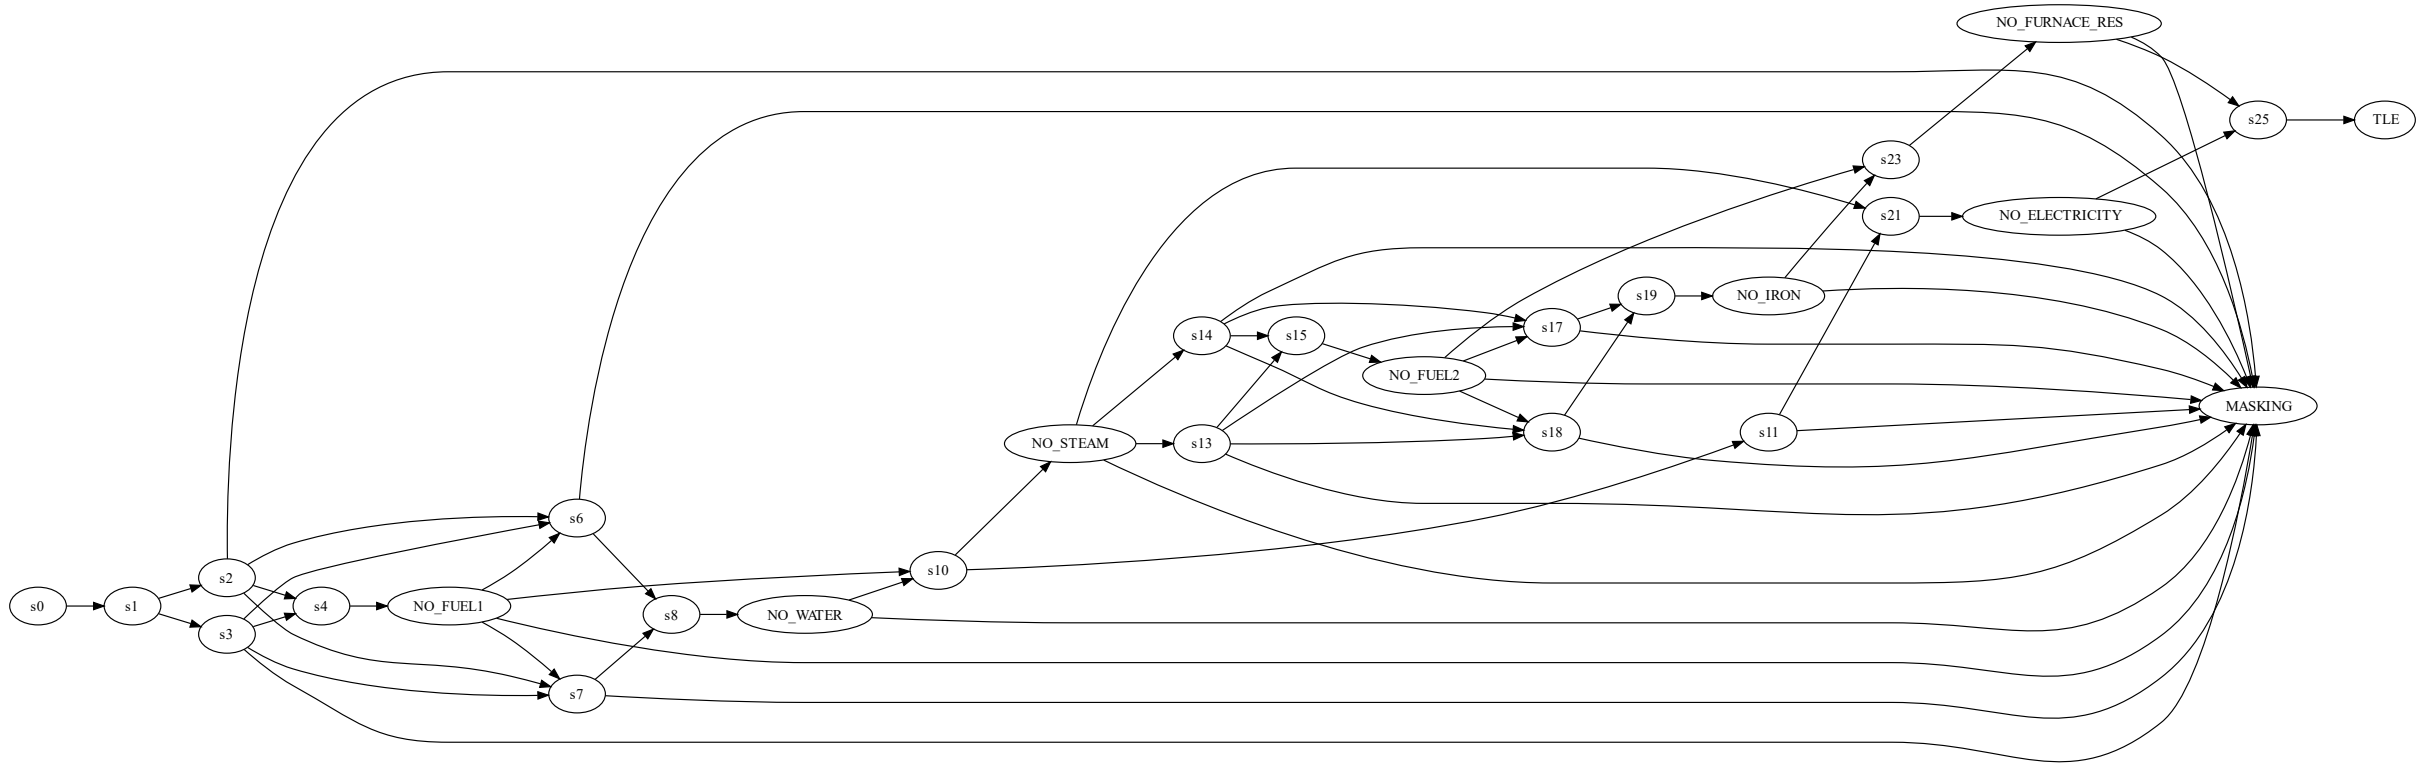 NO_FURNACE_RES
s25
TLE
s23
s21
NO_ELECTRICITY
s19
NO_IRON
s14
s15
s17
NO_FUEL2
MASKING
NO_STEAM
s13
s18
s11
s6
s10
s2
s0
s1
s4
NO_FUEL1
s8
NO_WATER
s3
s7